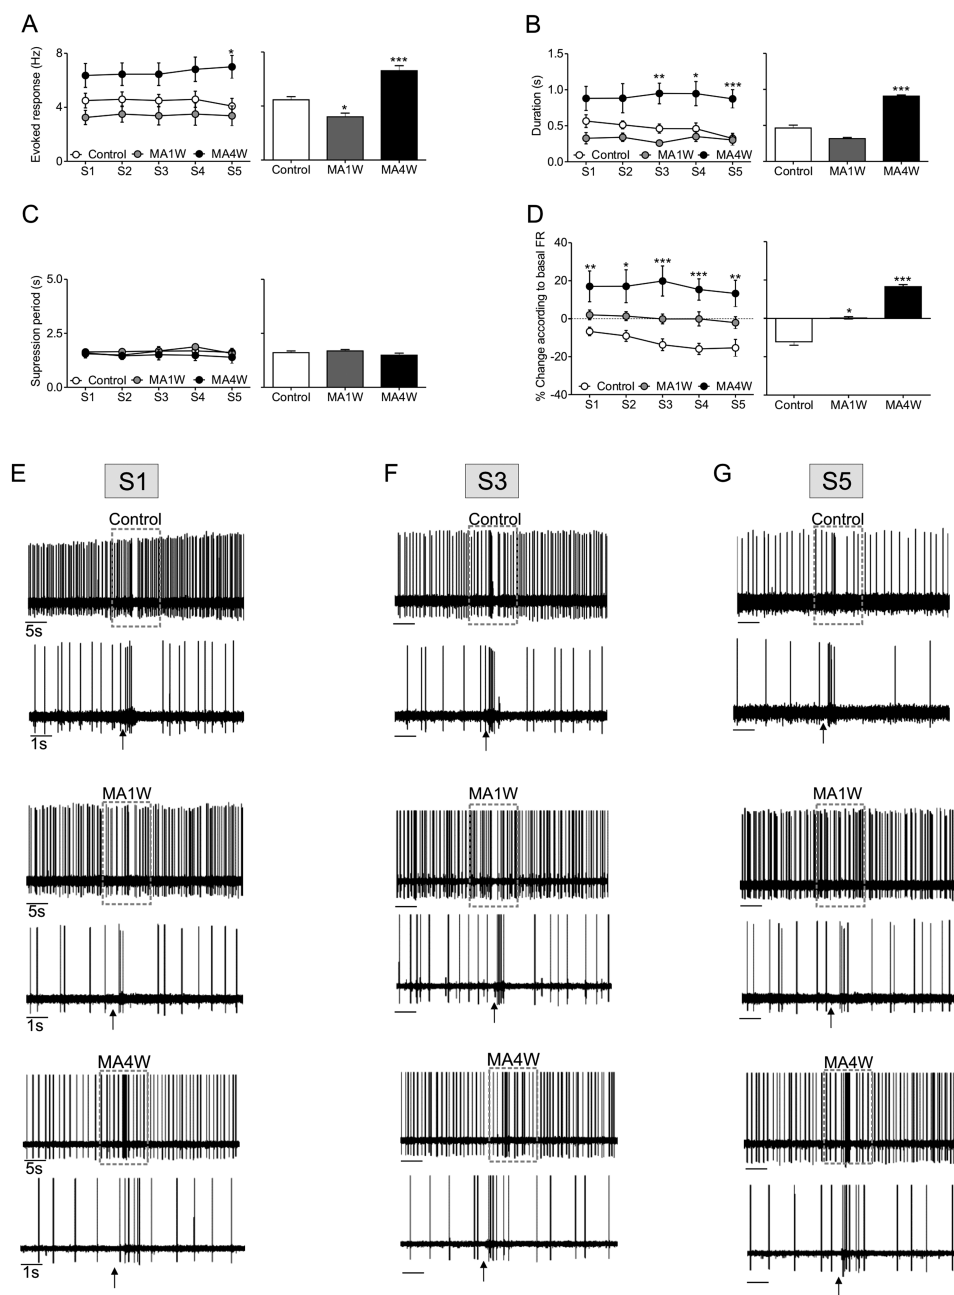 A
Evoked response (Hz)
8
4
0
*
Control MA1W MA4W
S1 S2 S3 S4 S5
*
***
Control MA1W MA4W
B
Duration (s)
1.5
1.0
0.5
0.0
** * ***
Control MA1W MA4W
S1 S2 S3 S4 S5
***
Control MA1W MA4W
C
Supression period (s)
5.0
2.5
0.0
Control MA1W MA4W
S1 S2 S3 S4 S5
Control MA1W MA4W
D
% Change according to basal FR
40
20
0
-20
-40
** * *** *** **
Control MA1W MA4W
S1 S2 S3 S4 S5
*
***
Control MA1W MA4W
E S1
Control
5s
1s
MA1W
5s
1s
MA4W
5s
1s
F S3
Control
MA1W
MA4W
G S5
Control
MA1W
MA4W